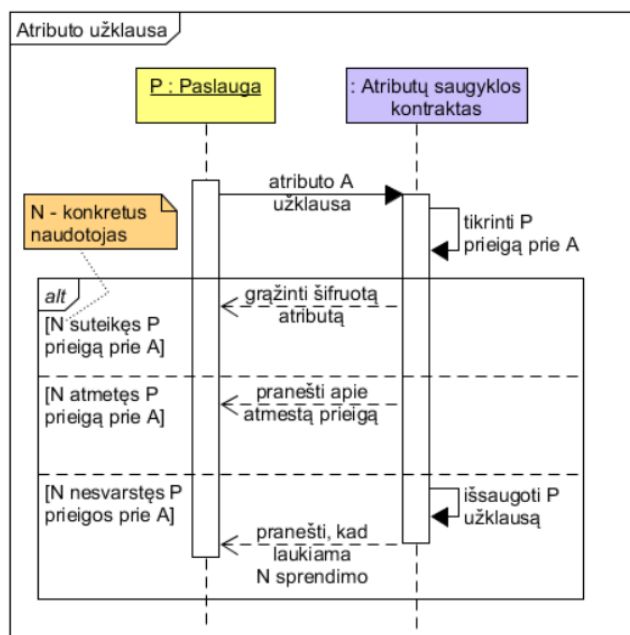 Atributo užklausa
P : Paslauga
: Atributų saugyklos
kontraktas
atributo A
užklausa
N - konkretus
naudotojas
tikrinti P
prieigą prie A
alt
grąžinti šifruotą
atributą
[N suteikęs P
prieigą prie A]
[N atmetęs P
prieigą prie A]
pranešti apie
atmestą prieigą
[N nesvarstęs P
prieigos prie A]
išsaugoti P
užklausą
pranešti, kad
laukiama
N sprendimo